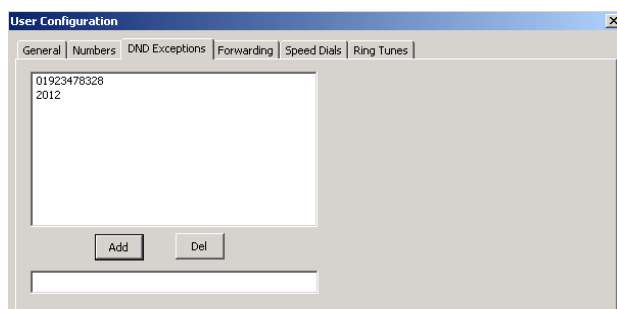 User Configuration
General Numbers DND Exceptions Forwarding Speed Dials Ring Tunes
01923478328
2012
Add Del